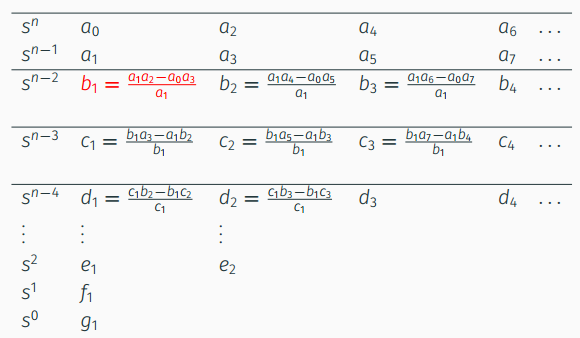 sⁿ a₀ a₂ a₄ a₆ …
sⁿ⁻¹ a₁ a₃ a₅ a₇ …
sⁿ⁻² b₁ = (a₁a₂−a₀a₃)/a₁ b₂ = (a₁a₄−a₀a₅)/a₁ b₃ = (a₁a₆−a₀a₇)/a₁ b₄ …
sⁿ⁻³ c₁ = (b₁a₃−a₁b₂)/b₁ c₂ = (b₁a₅−a₁b₃)/b₁ c₃ = (b₁a₇−a₁b₄)/b₁ c₄ …
sⁿ⁻⁴ d₁ = (c₁b₂−b₁c₂)/c₁ d₂ = (c₁b₃−b₁c₃)/c₁ d₃ d₄ …
⋮ ⋮ ⋮
s² e₁ e₂
s¹ f₁
s⁰ g₁